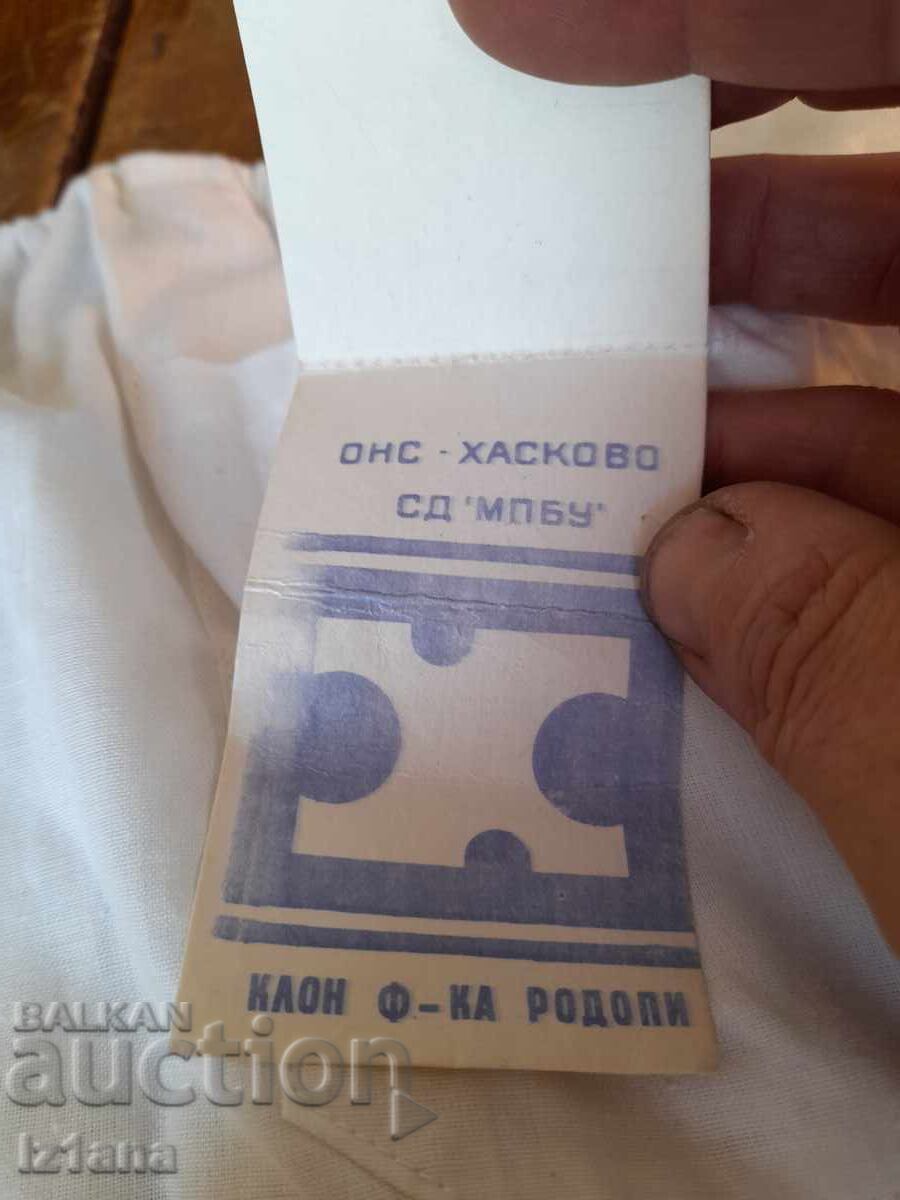 ОНС - ХАСКОВО
СД "МПБУ"
КЛОН Ф-КА РОДОПИ
BALKAN
auction
iz1ana